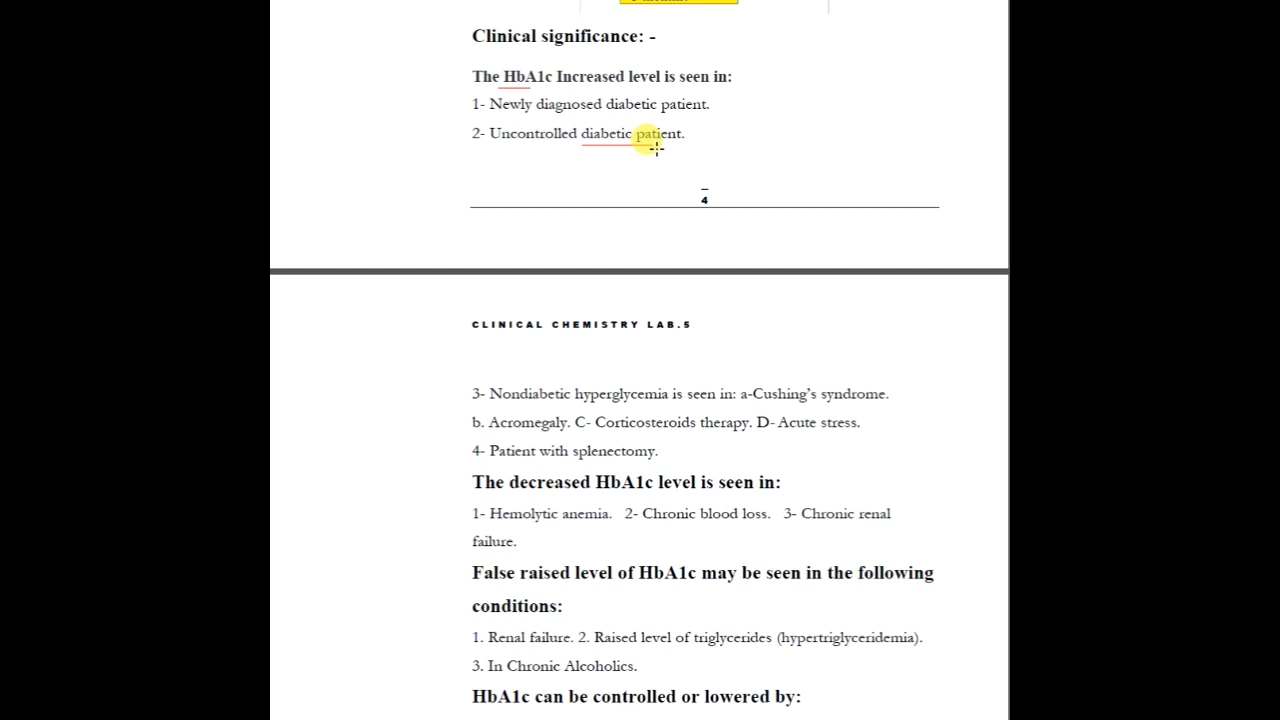 Clinical significance: -
The HbA1c Increased level is seen in:
1- Newly diagnosed diabetic patient.
2- Uncontrolled diabetic patient.
4
CLINICAL CHEMISTRY LAB.5
3- Nondiabetic hyperglycemia is seen in: a-Cushing's syndrome.
b. Acromegaly. C- Corticosteroids therapy. D- Acute stress.
4- Patient with splenectomy.
The decreased HbA1c level is seen in:
1- Hemolytic anemia. 2- Chronic blood loss. 3- Chronic renal
failure.
False raised level of HbA1c may be seen in the following
conditions:
1. Renal failure. 2. Raised level of triglycerides (hypertriglyceridemia).
3. In Chronic Alcoholics.
HbA1c can be controlled or lowered by: